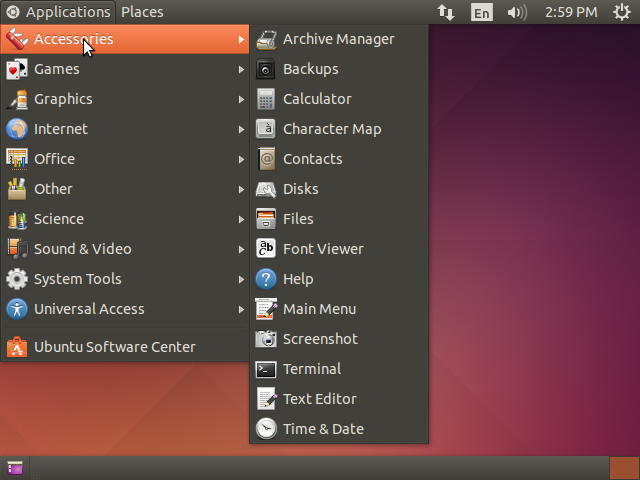 Applications Places En 2:59 PM
Accessories
Games
Graphics
Internet
Office
Other
Science
Sound & Video
System Tools
Universal Access
Ubuntu Software Center
Archive Manager
Backups
Calculator
Character Map
Contacts
Disks
Files
Font Viewer
Help
Main Menu
Screenshot
Terminal
Text Editor
Time & Date